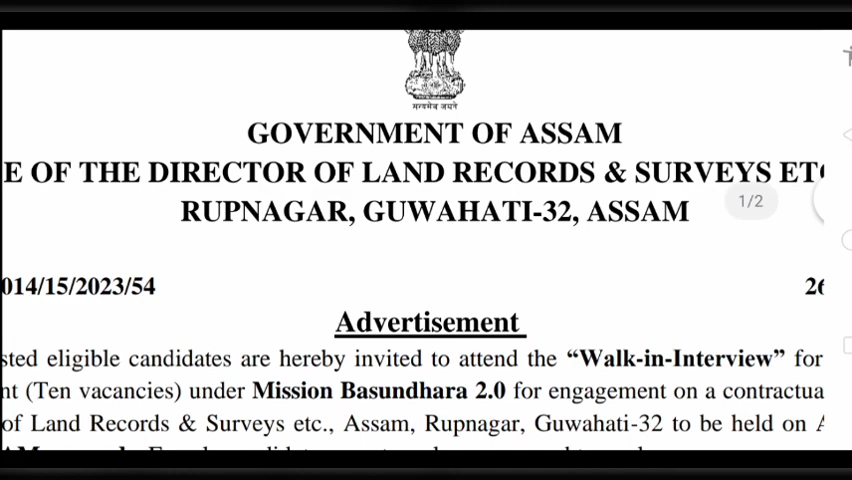 सत्यमेव जयते
GOVERNMENT OF ASSAM
E OF THE DIRECTOR OF LAND RECORDS & SURVEYS ET
RUPNAGAR, GUWAHATI-32, ASSAM
1/2
014/15/2023/54 26
Advertisement
sted eligible candidates are hereby invited to attend the “Walk-in-Interview” for
nt (Ten vacancies) under Mission Basundhara 2.0 for engagement on a contractua
of Land Records & Surveys etc., Assam, Rupnagar, Guwahati-32 to be held on